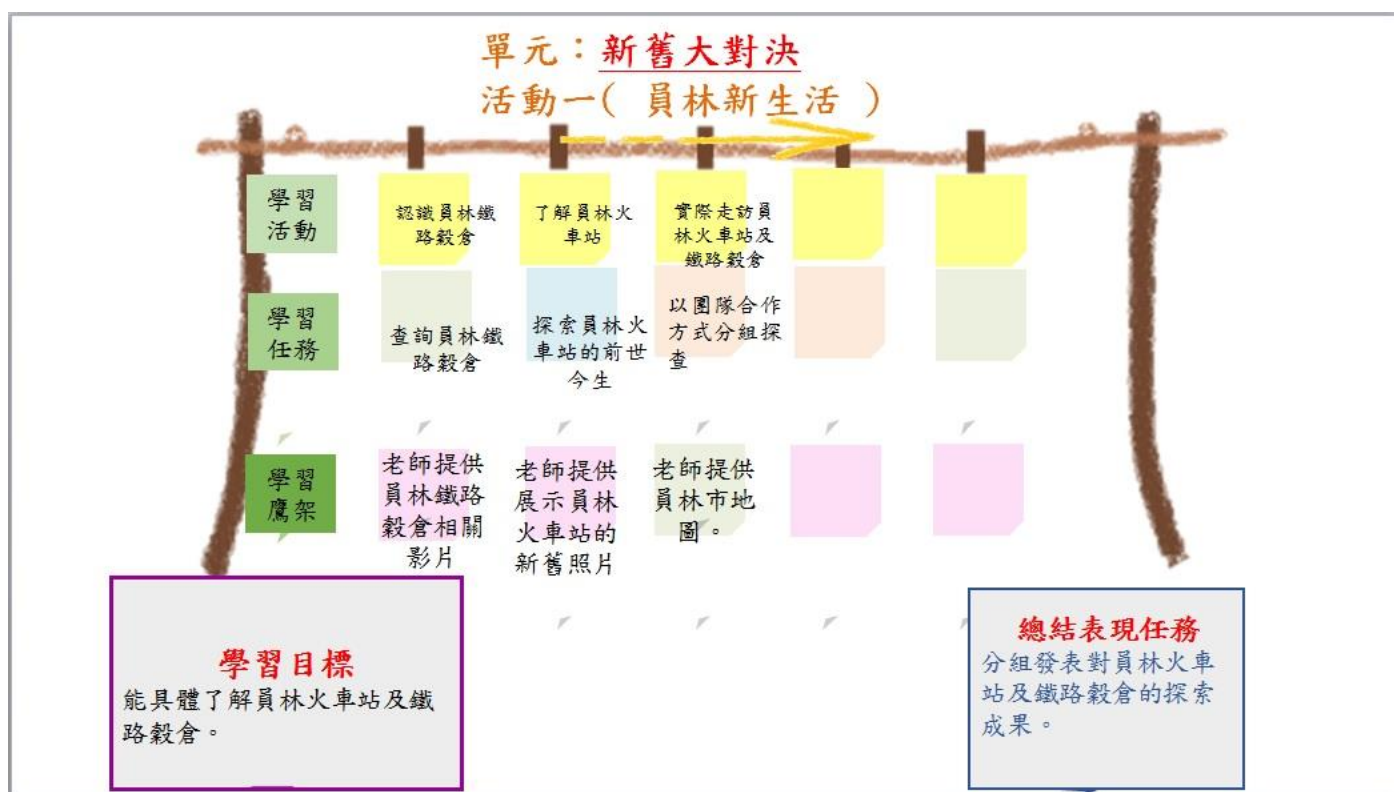 單元：新舊大對決
活動一( 員林新生活 )
學習
活動
認識員林鐵
路穀倉
了解員林火
車站
實際走訪員
林火車站及
鐵路穀倉
學習
任務
查詢員林鐵
路穀倉
探索員林火
車站的前世
今生
以團隊合作
方式分組探
查
學習
鷹架
老師提供
員林鐵路
穀倉相關
影片
老師提供
展示員林
火車站的
新舊照片
老師提供
員林市地
圖。
學習目標
能具體了解員林火車站及鐵
路穀倉。
總結表現任務
分組發表對員林火車
站及鐵路穀倉的探索
成果。